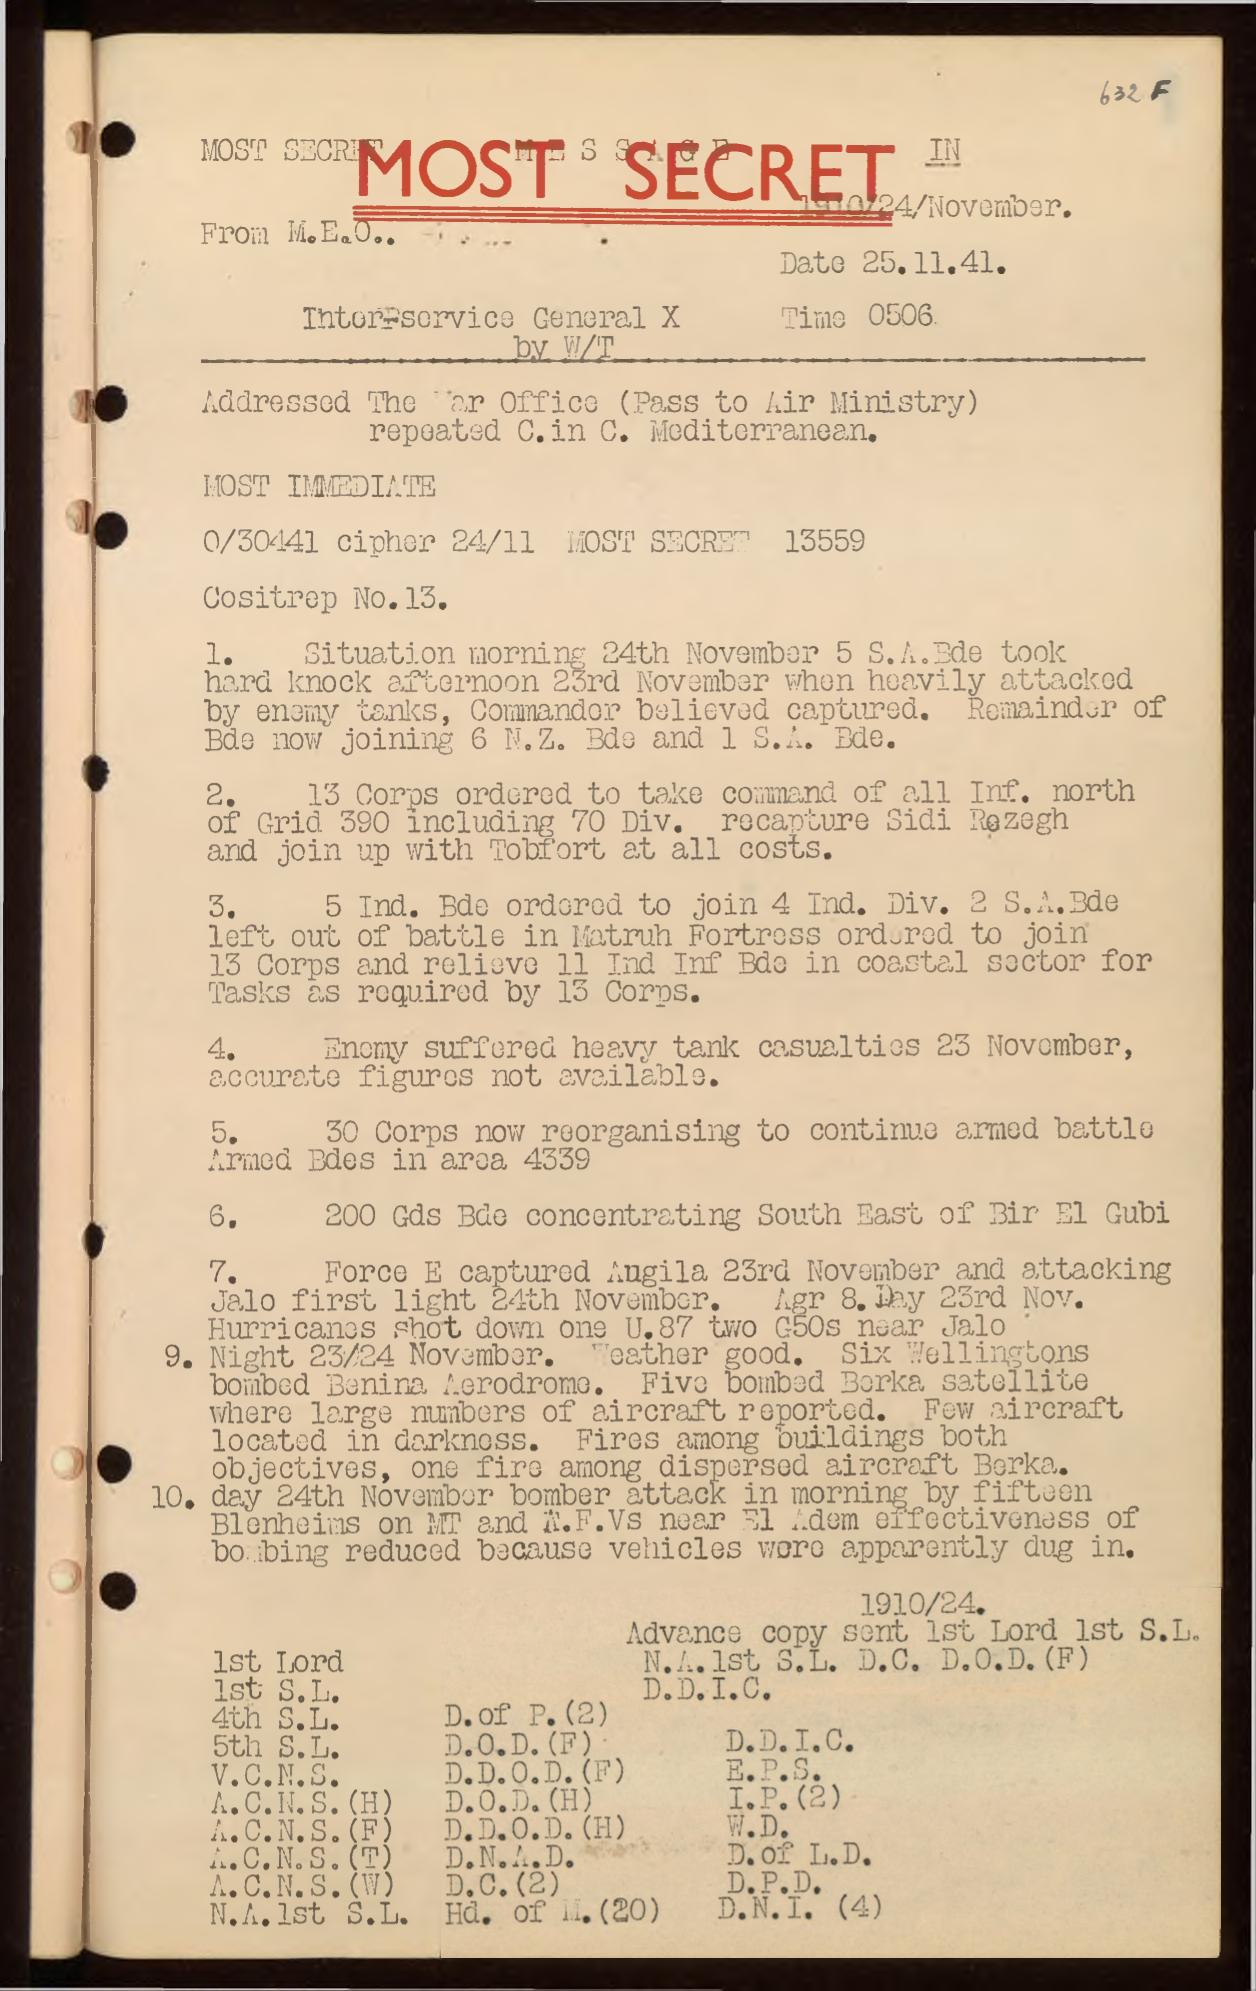 632 F
MOST SECRET MESSAGE IN
MOST SECRET
1910/24/November.
From M.E.O..
Date 25.11.41.
Inter-service General X Time 0506.
by W/T
Addressed The War Office (Pass to Air Ministry)
repeated C.in C. Mediterranean.
MOST IMMEDIATE
0/30441 cipher 24/11 MOST SECRET 13559
Cositrep No.13.
1. Situation morning 24th November 5 S.A.Bde took
hard knock afternoon 23rd November when heavily attacked
by enemy tanks, Commander believed captured. Remainder of
Bde now joining 6 N.Z. Bde and 1 S.A. Bde.
2. 13 Corps ordered to take command of all Inf. north
of Grid 390 including 70 Div. recapture Sidi Rezegh
and join up with Tobfort at all costs.
3. 5 Ind. Bde ordered to join 4 Ind. Div. 2 S.A.Bde
left out of battle in Matruh Fortress ordered to join
13 Corps and relieve 11 Ind Inf Bde in coastal sector for
Tasks as required by 13 Corps.
4. Enemy suffered heavy tank casualties 23 November,
accurate figures not available.
5. 30 Corps now reorganising to continue armed battle
Armed Bdes in area 4339
6. 200 Gds Bde concentrating South East of Bir El Gubi
7. Force E captured Augila 23rd November and attacking
Jalo first light 24th November. Agr 8. Day 23rd Nov.
Hurricanes shot down one U.87 two G50s near Jalo
9. Night 23/24 November. Weather good. Six Wellingtons
bombed Benina Aerodrome. Five bombed Berka satellite
where large numbers of aircraft reported. Few aircraft
located in darkness. Fires among buildings both
objectives, one fire among dispersed aircraft Berka.
10. day 24th November bomber attack in morning by fifteen
Blenheims on MT and A.F.Vs near El Adem effectiveness of
bombing reduced because vehicles were apparently dug in.
1910/24.
Advance copy sent 1st Lord 1st S.L.
1st Lord N.A.1st S.L. D.C. D.O.D.(F)
1st S.L. D.D.I.C.
4th S.L. D.of P.(2)
5th S.L. D.O.D.(F) D.D.I.C.
V.C.N.S. D.D.O.D.(F) E.P.S.
A.C.N.S.(H) D.O.D.(H) I.P.(2)
A.C.N.S.(F) D.D.O.D.(H) W.D.
A.C.N.S.(T) D.N.A.D. D.of L.D.
A.C.N.S.(W) D.C.(2) D.P.D.
N.A.1st S.L. Hd. of M.(20) D.N.I. (4)